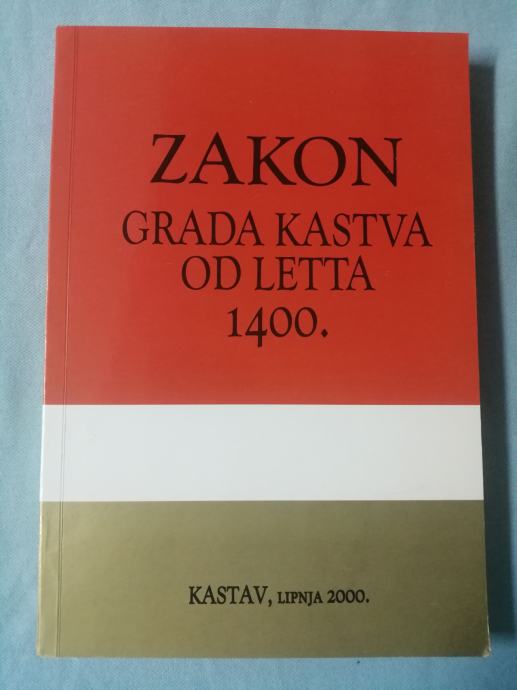 ZAKON
GRADA KASTVA
OD LETTA
1400.
KASTAV, LIPNJA 2000.